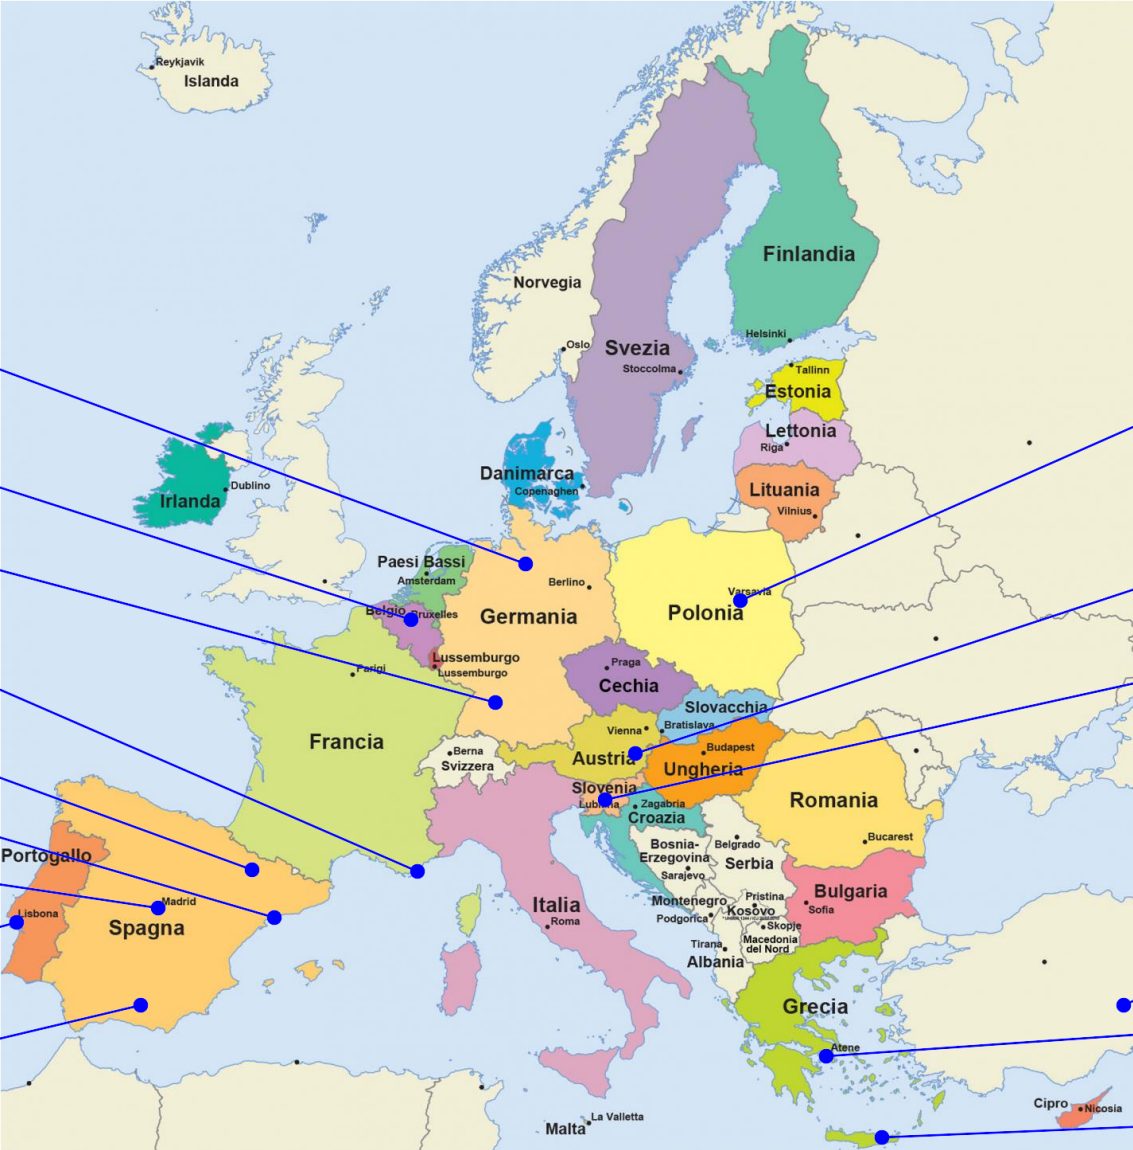 Reykjavik
Islanda
Finlandia
Norvegia
Helsinki
Oslo
Svezia
Stoccolma
Tallinn
Estonia
Lettonia
Riga
Danimarca
Copenaghen
Lituania
Vilnius
Dublino
Irlanda
Paesi Bassi
Amsterdam
Berlino
Varsavia
Belgio
Bruxelles
Germania
Polonia
Lussemburgo
Lussemburgo
Parigi
Praga
Cechia
Slovacchia
Bratislava
Vienna
Francia
Berna
Svizzera
Austria
Budapest
Ungheria
Slovenia
Lubiana
Zagabria
Croazia
Romania
Bucarest
Portogallo
Bosnia-
Erzegovina
Sarajevo
Belgrado
Serbia
Madrid
Lisbona
Spagna
Italia
Roma
Montenegro
Podgorica
Pristina
Kosovo
Bulgaria
Sofia
Skopje
Macedonia
del Nord
Tirana
Albania
Grecia
Atene
Malta
La Valletta
Cipro
Nicosia